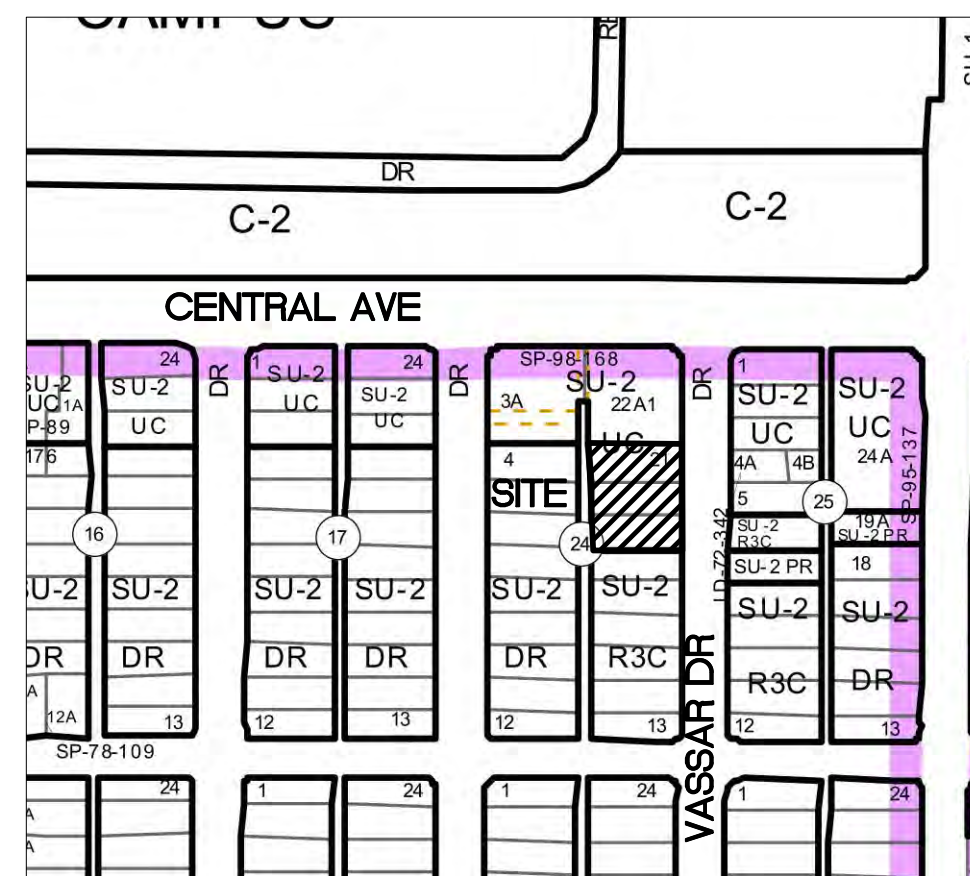 DR
C-2
C-2
CENTRAL AVE
24
DR
1
24
DR
SP-98-168
DR
1
SU-2
SU-2
SU-2
SU-2
SU-2
SU-2
SU-2
UC
1A
UC
UC
UC
3A
22A1
UC
UC
UC
24A
SP-95-137
P-89
176
4
21
4A
4B
SITE
5
25
16
17
24
LD-72-342
SU-2
R3C
19A
SU-2 PR
SU-2 PR
18
SU-2
SU-2
SU-2
SU-2
SU-2
SU-2
SU-2
SU-2
DR
DR
DR
DR
DR
R3C
R3C
DR
A
12A
13
12
13
12
13
12
13
VASSAR DR
SP-78-109
24
1
24
1
24
1
24
A
A